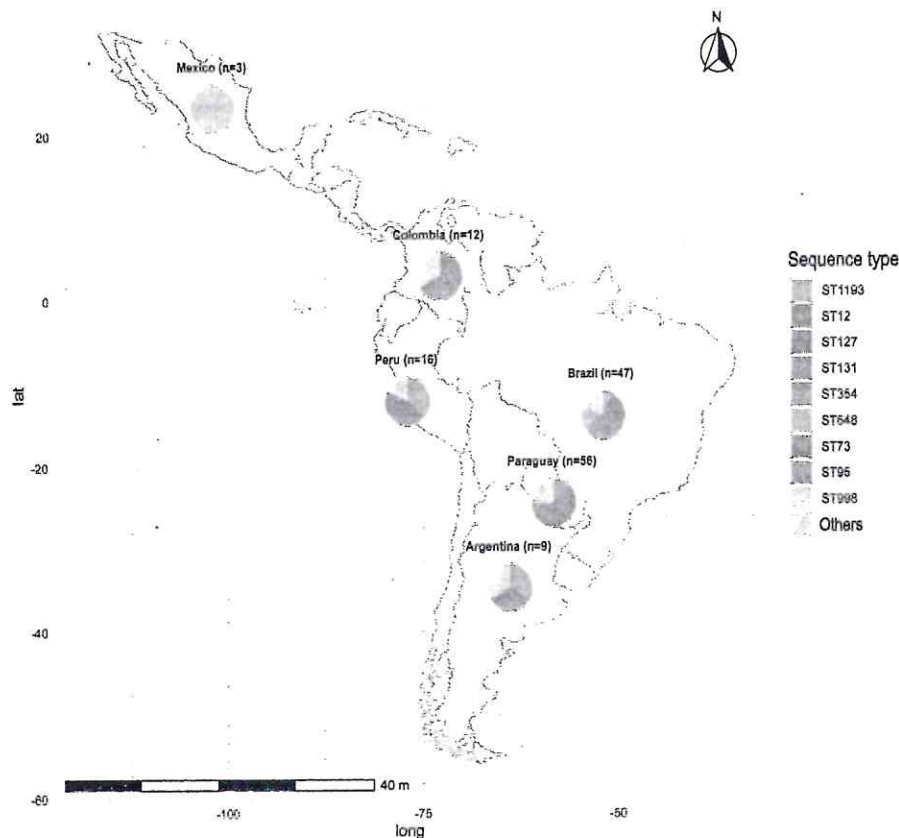 N
Mexico (n=3)
20
Colombia (n=12)
Sequence type
ST1193
ST12
0
ST127
ST131
Peru (n=16)
Brazil (n=47)
ST354
lat
ST648
ST73
Paraguay (n=56)
ST95
-20
ST998
Others
Argentina (n=9)
-40
40 m
-60
-100
-75
-50
long